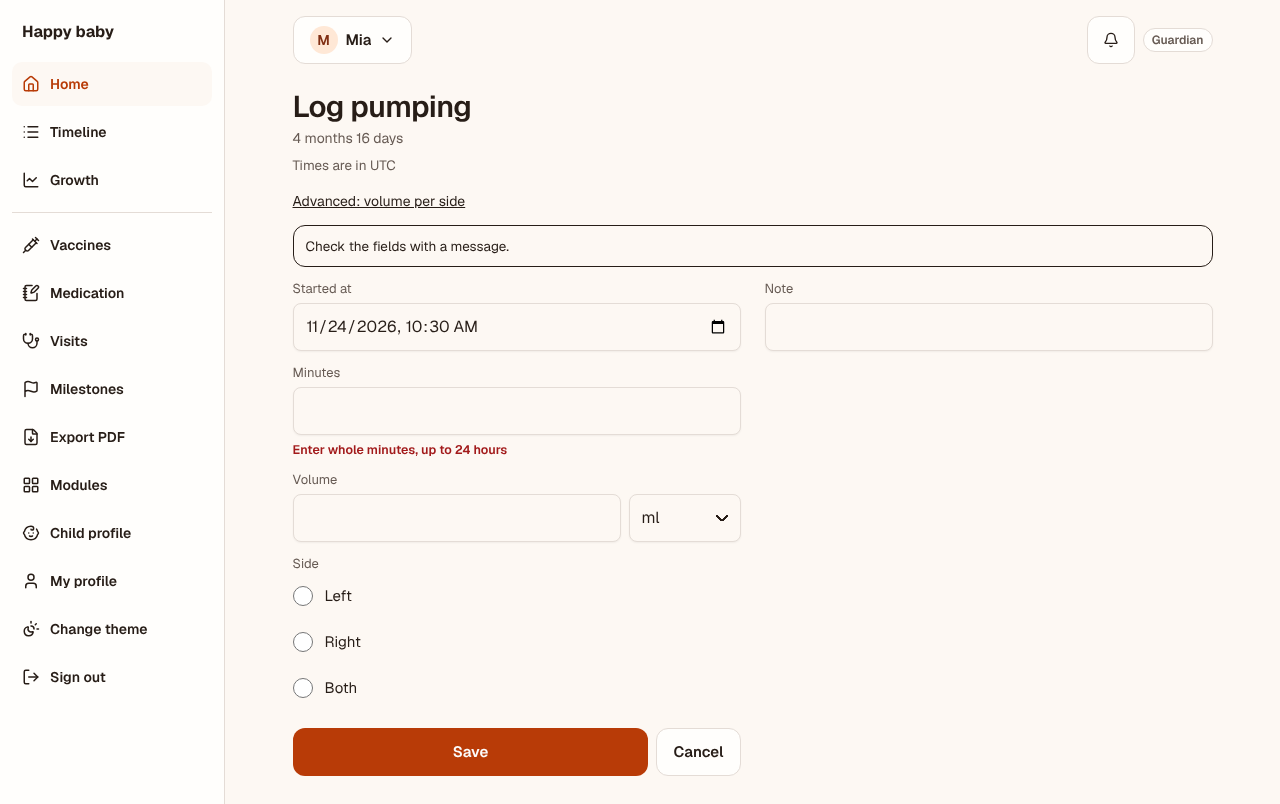 Happy baby
Home
Timeline
Growth
Vaccines
Medication
Visits
Milestones
Export PDF
Modules
Child profile
My profile
Change theme
Sign out
M Mia
Guardian
Log pumping
4 months 16 days
Times are in UTC
Advanced: volume per side
Check the fields with a message.
Started at
11/24/2026, 10:30 AM
Note
Minutes
Enter whole minutes, up to 24 hours
Volume
ml
Side
Left
Right
Both
Save
Cancel